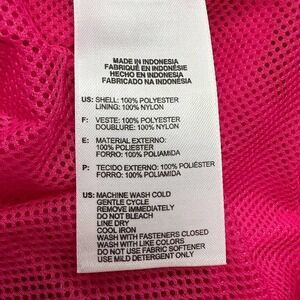 MADE IN INDONESIA
FABRIQUÉ EN INDONÉSIE
HECHO EN INDONESIA
FABRICADO NA INDONÉSIA
US: SHELL: 100% POLYESTER
LINING: 100% NYLON
F: VESTE: 100% POLYESTER
DOUBLURE: 100% NYLON
E: MATERIAL EXTERNO:
100% POLIESTER
FORRO: 100% POLIAMIDA
P: TECIDO EXTERNO: 100% POLIÉSTER
FORRO: 100% POLIAMIDA
US: MACHINE WASH COLD
GENTLE CYCLE
REMOVE IMMEDIATELY
DO NOT BLEACH
LINE DRY
COOL IRON
WASH WITH FASTENERS CLOSED
WASH WITH LIKE COLORS
DO NOT USE FABRIC SOFTENER
USE MILD DETERGENT ONLY